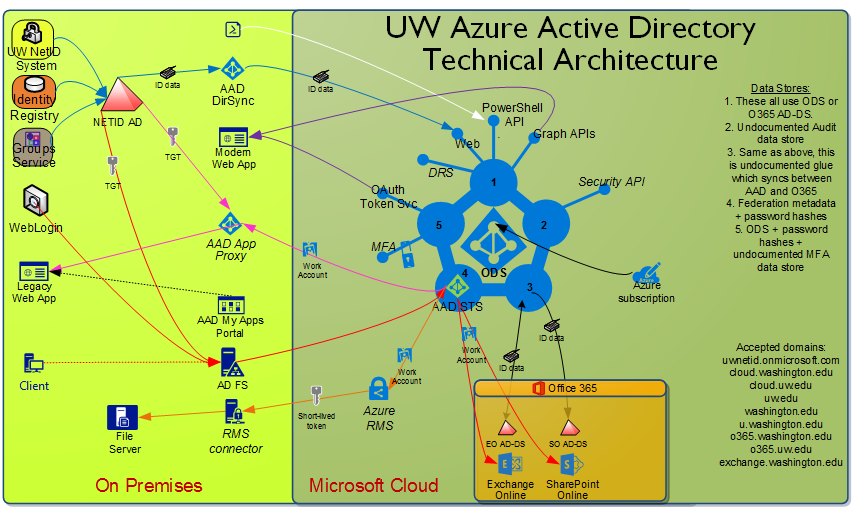 UW Azure Active Directory
Technical Architecture
UW NetID
System
Identity
Registry
Groups
Service
WebLogin
NETID AD
ID data
AAD
DirSync
ID data
TGT
TGT
Modern
Web App
PowerShell
API
Graph APIs
Web
DRS
OAuth
Token Svc
MFA
Security API
1
2
3
4
5
ODS
AAD STS
Azure
subscription
AAD App
Proxy
Work
Account
Legacy
Web App
AAD My Apps
Portal
Client
AD FS
File
Server
RMS
connector
Short-lived
token
Azure
RMS
Work
Account
Work
Account
ID data
ID data
Office 365
EO AD-DS
SO AD-DS
Exchange
Online
SharePoint
Online
On Premises
Microsoft Cloud
Data Stores:
1. These all use ODS or
O365 AD-DS.
2. Undocumented Audit
data store
3. Same as above, this
is undocumented glue
which syncs between
AAD and O365
4. Federation metadata
+ password hashes
5. ODS + password
hashes +
undocumented MFA
data store
Accepted domains:
uwnetid.onmicrosoft.com
cloud.washington.edu
cloud.uw.edu
uw.edu
washington.edu
u.washington.edu
o365.washington.edu
o365.uw.edu
exchange.washington.edu